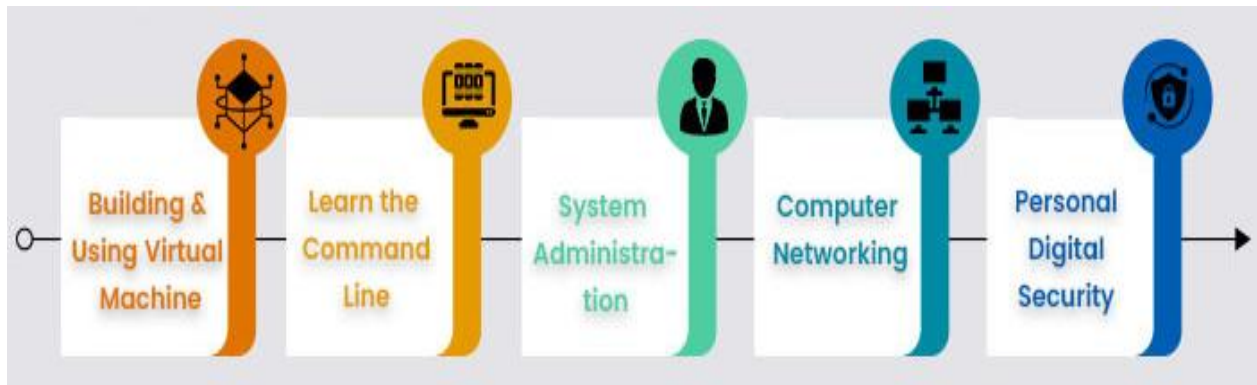 Building &
Using Virtual
Machine
Learn the
Command
Line
System
Administra-
tion
Computer
Networking
Personal
Digital
Security